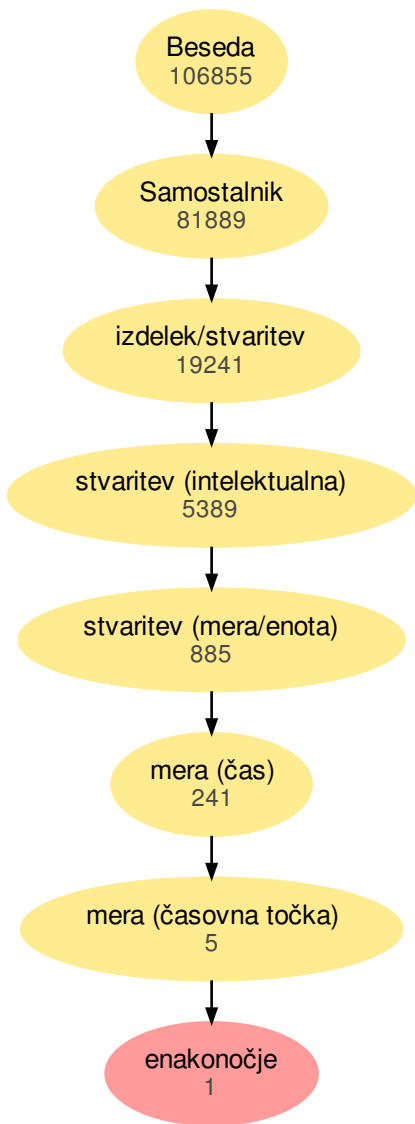 Beseda
106855
Samostalnik
81889
izdelek/stvaritev
19241
stvaritev (intelektualna)
5389
stvaritev (mera/enota)
885
mera (čas)
241
mera (časovna točka)
5
enakonočje
1